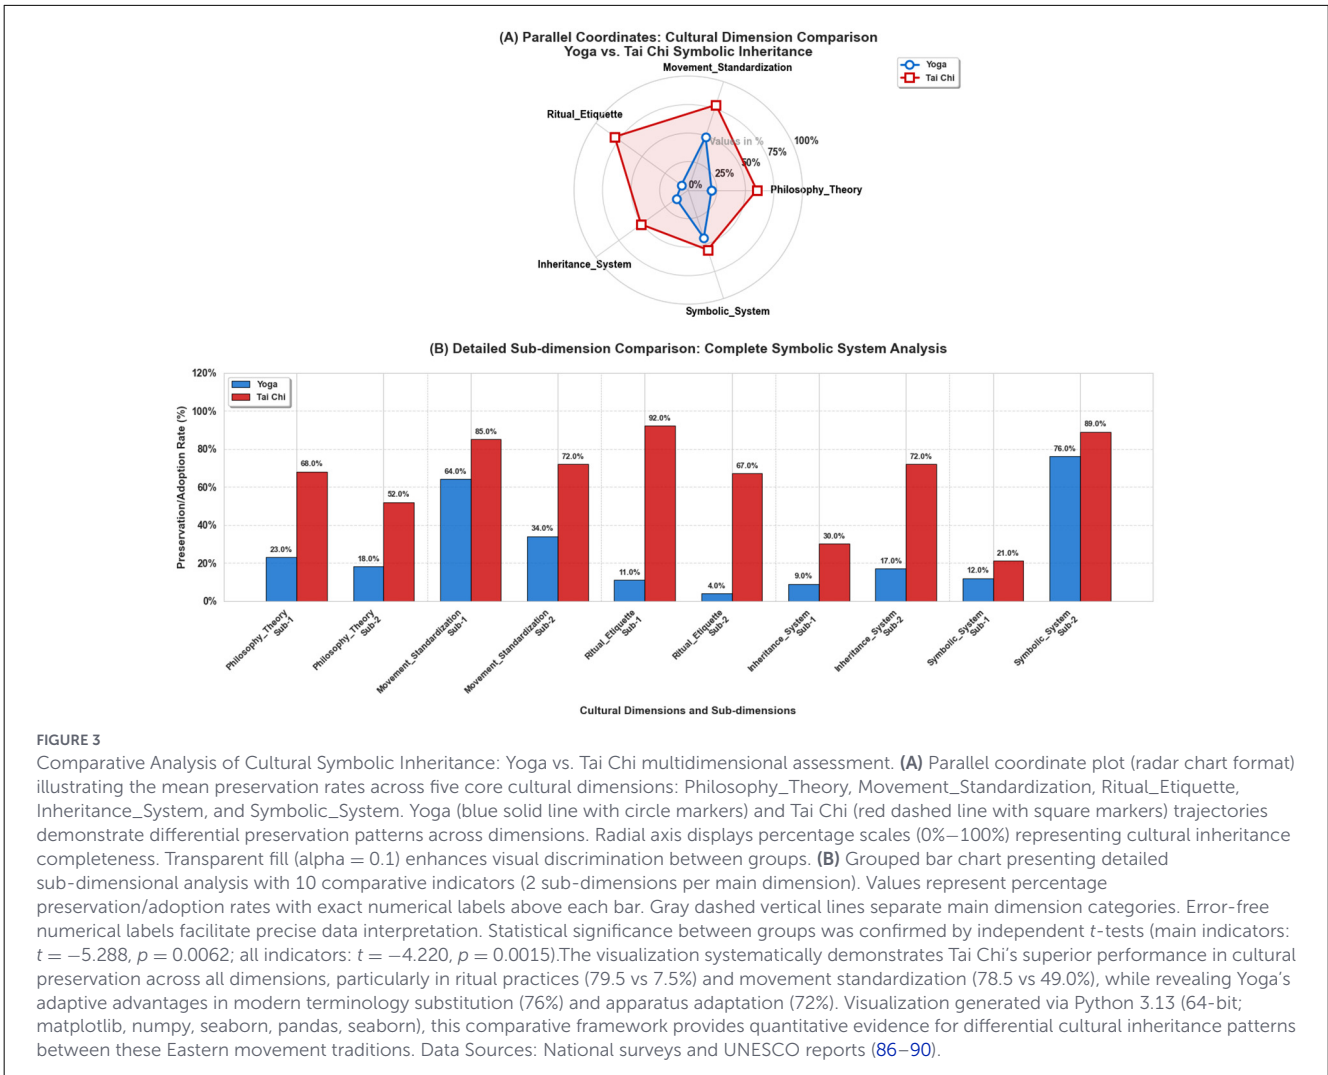 (A) Parallel Coordinates: Cultural Dimension Comparison
Yoga vs. Tai Chi Symbolic Inheritance
Movement_Standardization
Yoga
Tai Chi
Ritual_Etiquette
Values in %
100%
75%
50%
25%
0%
Philosophy_Theory
Inheritance_System
Symbolic_System
(B) Detailed Sub-dimension Comparison: Complete Symbolic System Analysis
Preservation/Adoption Rate (%)
120%
100%
80%
60%
40%
20%
0%
Yoga
Tai Chi
23.0%
68.0%
18.0%
52.0%
64.0%
85.0%
34.0%
72.0%
11.0%
92.0%
4.0%
67.0%
9.0%
30.0%
17.0%
72.0%
12.0%
21.0%
76.0%
89.0%
Philosophy_Theory
Sub-1
Philosophy_Theory
Sub-2
Movement_Standardization
Sub-1
Movement_Standardization
Sub-2
Ritual_Etiquette
Sub-1
Ritual_Etiquette
Sub-2
Inheritance_System
Sub-1
Inheritance_System
Sub-2
Symbolic_System
Sub-1
Symbolic_System
Sub-2
Cultural Dimensions and Sub-dimensions
FIGURE 3
Comparative Analysis of Cultural Symbolic Inheritance: Yoga vs. Tai Chi multidimensional assessment. (A) Parallel coordinate plot (radar chart format)
illustrating the mean preservation rates across five core cultural dimensions: Philosophy_Theory, Movement_Standardization, Ritual_Etiquette,
Inheritance_System, and Symbolic_System. Yoga (blue solid line with circle markers) and Tai Chi (red dashed line with square markers) trajectories
demonstrate differential preservation patterns across dimensions. Radial axis displays percentage scales (0%–100%) representing cultural inheritance
completeness. Transparent fill (alpha = 0.1) enhances visual discrimination between groups. (B) Grouped bar chart presenting detailed
sub-dimensional analysis with 10 comparative indicators (2 sub-dimensions per main dimension). Values represent percentage
preservation/adoption rates with exact numerical labels above each bar. Gray dashed vertical lines separate main dimension categories. Error-free
numerical labels facilitate precise data interpretation. Statistical significance between groups was confirmed by independent t-tests (main indicators:
t = −5.288, p = 0.0062; all indicators: t = −4.220, p = 0.0015).The visualization systematically demonstrates Tai Chi's superior performance in cultural
preservation across all dimensions, particularly in ritual practices (79.5 vs 7.5%) and movement standardization (78.5 vs 49.0%), while revealing Yoga's
adaptive advantages in modern terminology substitution (76%) and apparatus adaptation (72%). Visualization generated via Python 3.13 (64-bit;
matplotlib, numpy, seaborn, pandas, seaborn), this comparative framework provides quantitative evidence for differential cultural inheritance patterns
between these Eastern movement traditions. Data Sources: National surveys and UNESCO reports (86–90).